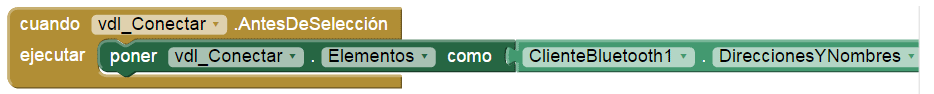 cuando vdl_Conectar .AntesDeSelección
ejecutar poner vdl_Conectar . Elementos como ClienteBluetooth1 . DireccionesYNombres